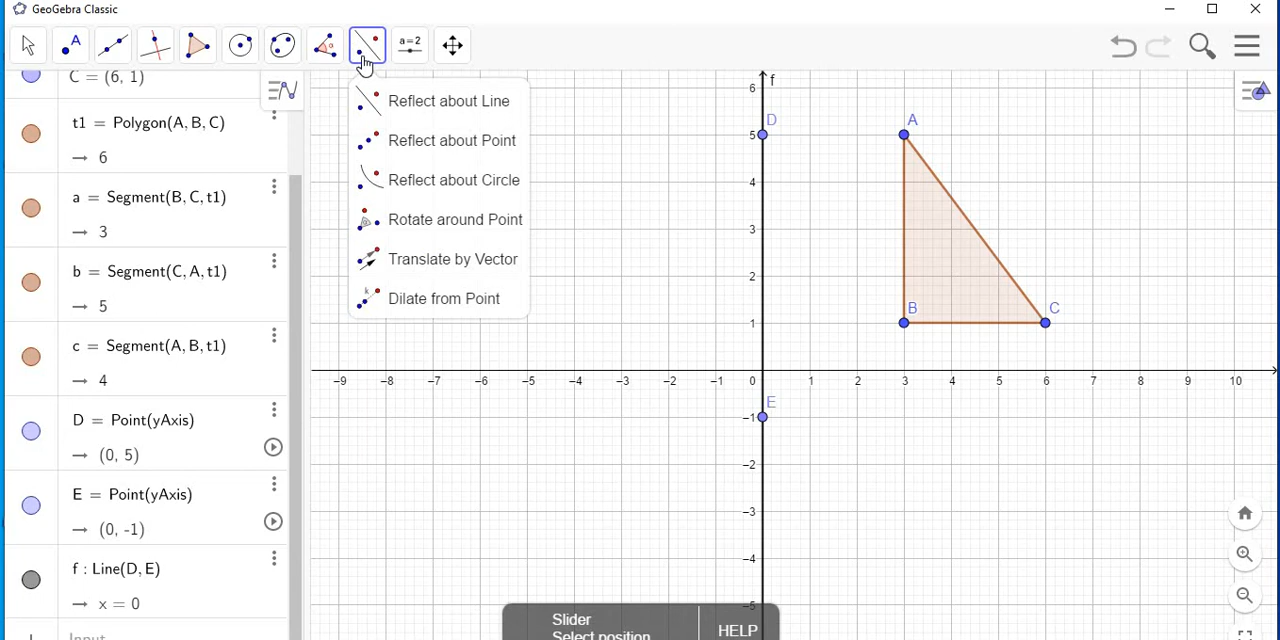 GeoGebra Classic
A
a=2
C = (6, 1)
t1 = Polygon(A, B, C)
→ 6
a = Segment(B, C, t1)
→ 3
b = Segment(C, A, t1)
→ 5
c = Segment(A, B, t1)
→ 4
D = Point(yAxis)
→ (0, 5)
E = Point(yAxis)
→ (0, -1)
f : Line(D, E)
→ x = 0
Input...
Reflect about Line
Reflect about Point
Reflect about Circle
Rotate around Point
Translate by Vector
Dilate from Point
f
6
D
A
5
4
3
2
B
C
1
-9 -8 -7 -6 -5 -4 -3 -2 -1 0 1 2 3 4 5 6 7 8 9 10
E
-1
-2
-3
-4
-5
Slider
Select position
HELP